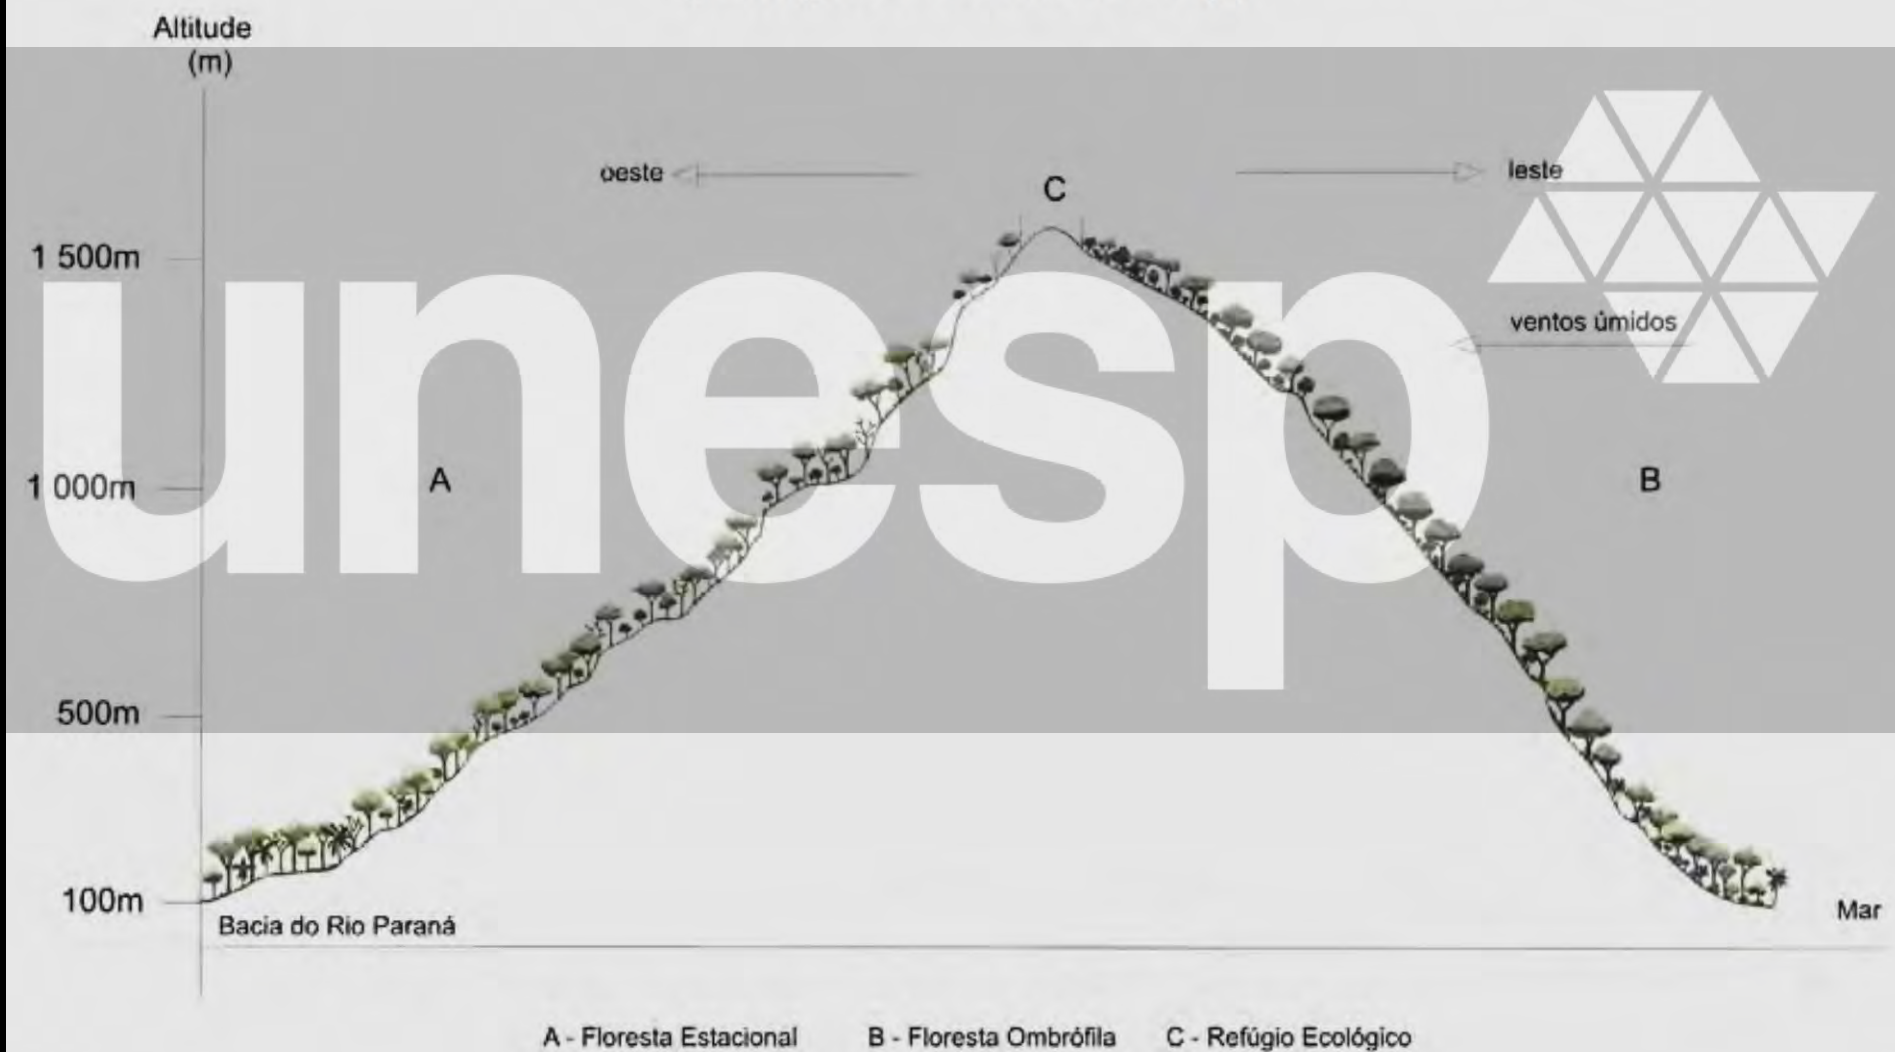 Altitude
(m)
oeste
C
leste
1 500m
unesp
ventos úmidos
1 000m
A
B
500m
100m
Bacia do Rio Paraná
Mar
A - Floresta Estacional B - Floresta Ombrófila C - Refúgio Ecológico